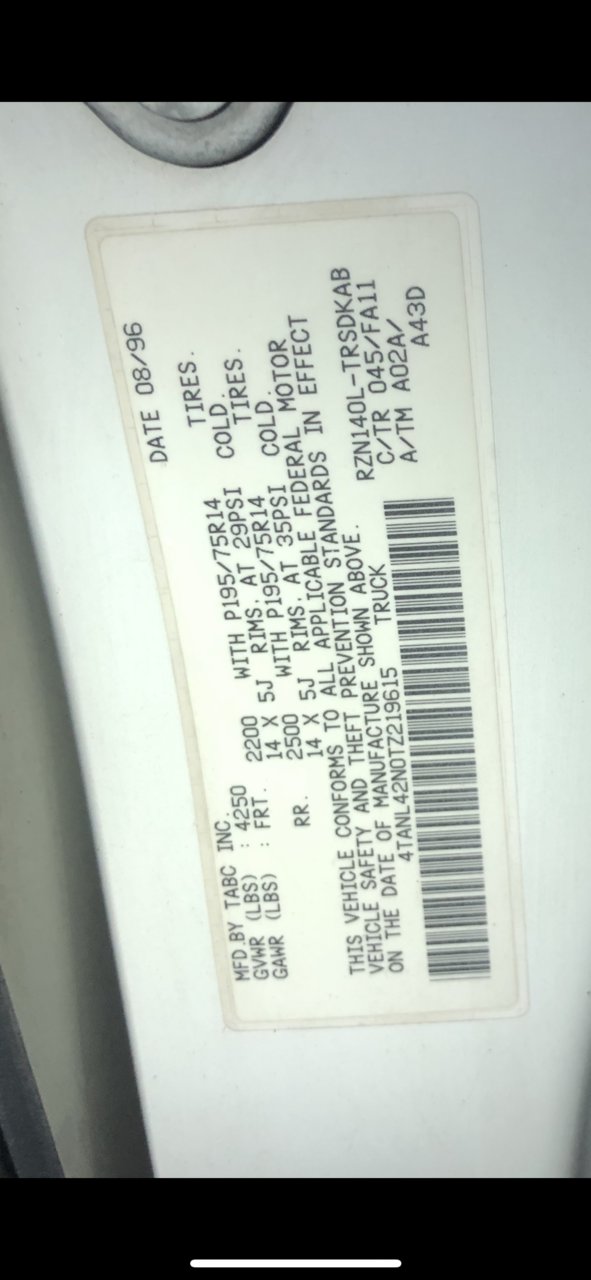 DATE 08/96
MFD.BY TABC INC.
GVWR (LBS) : 4250 TIRES.
GAWR (LBS) : FRT. 2200 WITH P195/75R14 COLD.
14 X 5J RIMS, AT 29PSI TIRES.
RR. 2500 WITH P195/75R14 COLD.
14 X 5J RIMS, AT 35PSI
THIS VEHICLE CONFORMS TO ALL APPLICABLE FEDERAL MOTOR
VEHICLE SAFETY AND THEFT PREVENTION STANDARDS IN EFFECT
ON THE DATE OF MANUFACTURE SHOWN ABOVE.
4TANL42N0TZ219615 TRUCK
RZN140L-TRSDKAB
C/TR 045/FA11
A/TM A02A/
A43D